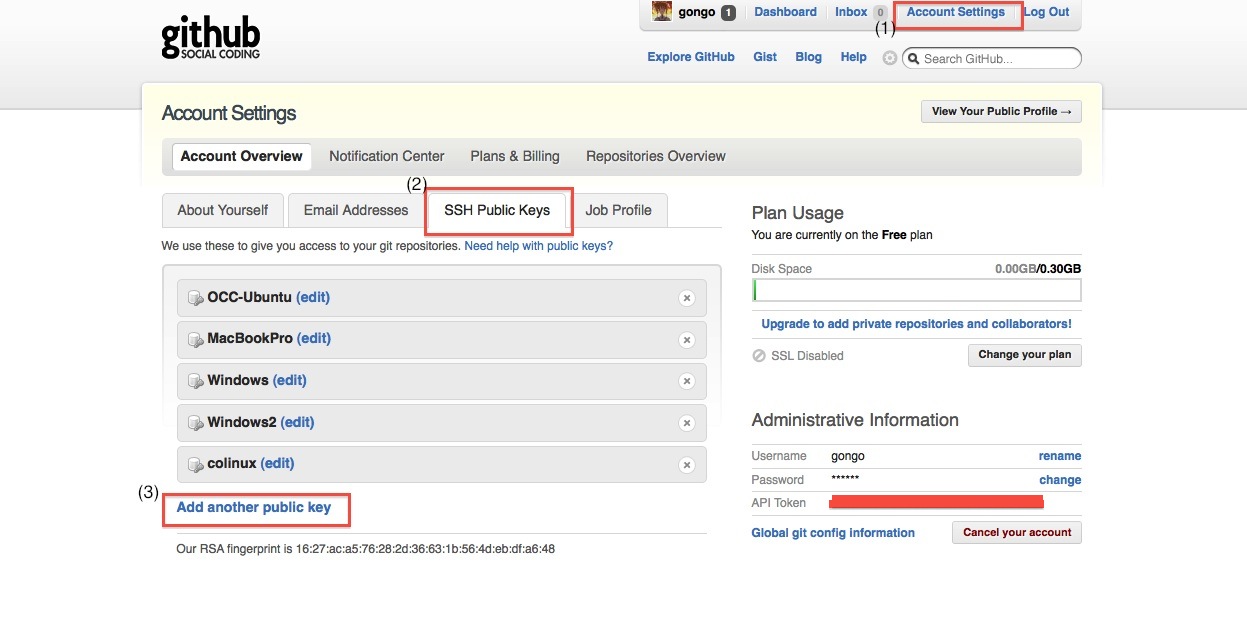 github
SOCIAL CODING
gongo 1 Dashboard Inbox 0 Account Settings Log Out
(1)
Explore GitHub Gist Blog Help Search GitHub...
Account Settings
View Your Public Profile →
Account Overview Notification Center Plans & Billing Repositories Overview
(2)
About Yourself Email Addresses SSH Public Keys Job Profile
We use these to give you access to your git repositories. Need help with public keys?
OCC-Ubuntu (edit)
MacBookPro (edit)
Windows (edit)
Windows2 (edit)
colinux (edit)
(3)
Add another public key
Our RSA fingerprint is 16:27:ac:a5:76:28:2d:36:63:1b:56:4d:eb:df:a6:48
Plan Usage
You are currently on the Free plan
Disk Space 0.00GB/0.30GB
Upgrade to add private repositories and collaborators!
SSL Disabled Change your plan
Administrative Information
Username gongo rename
Password ****** change
API Token
Global git config information Cancel your account